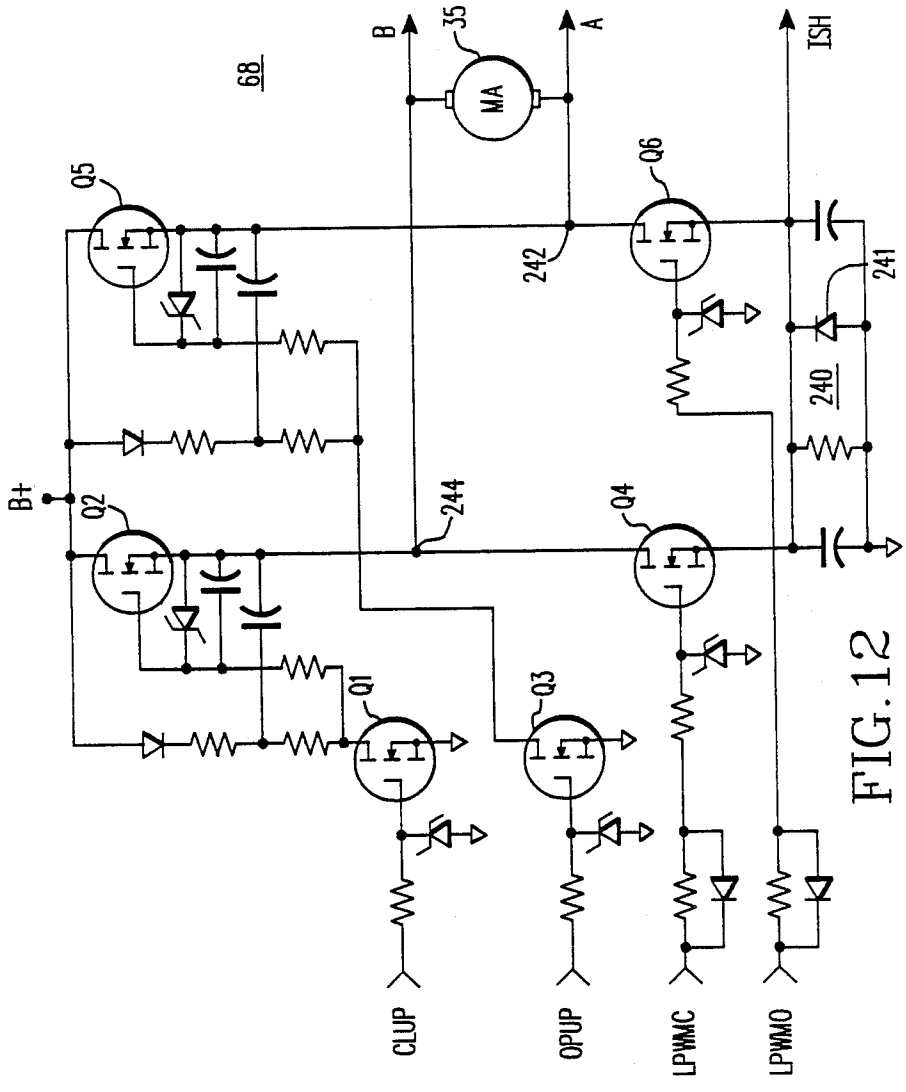 68
B+
Q5
Q2
B
35
MA
A
242
244
Q1
Q3
Q4
Q6
ISH
240
241
CLUP
OPUP
LPWMC
LPWMO
FIG.12